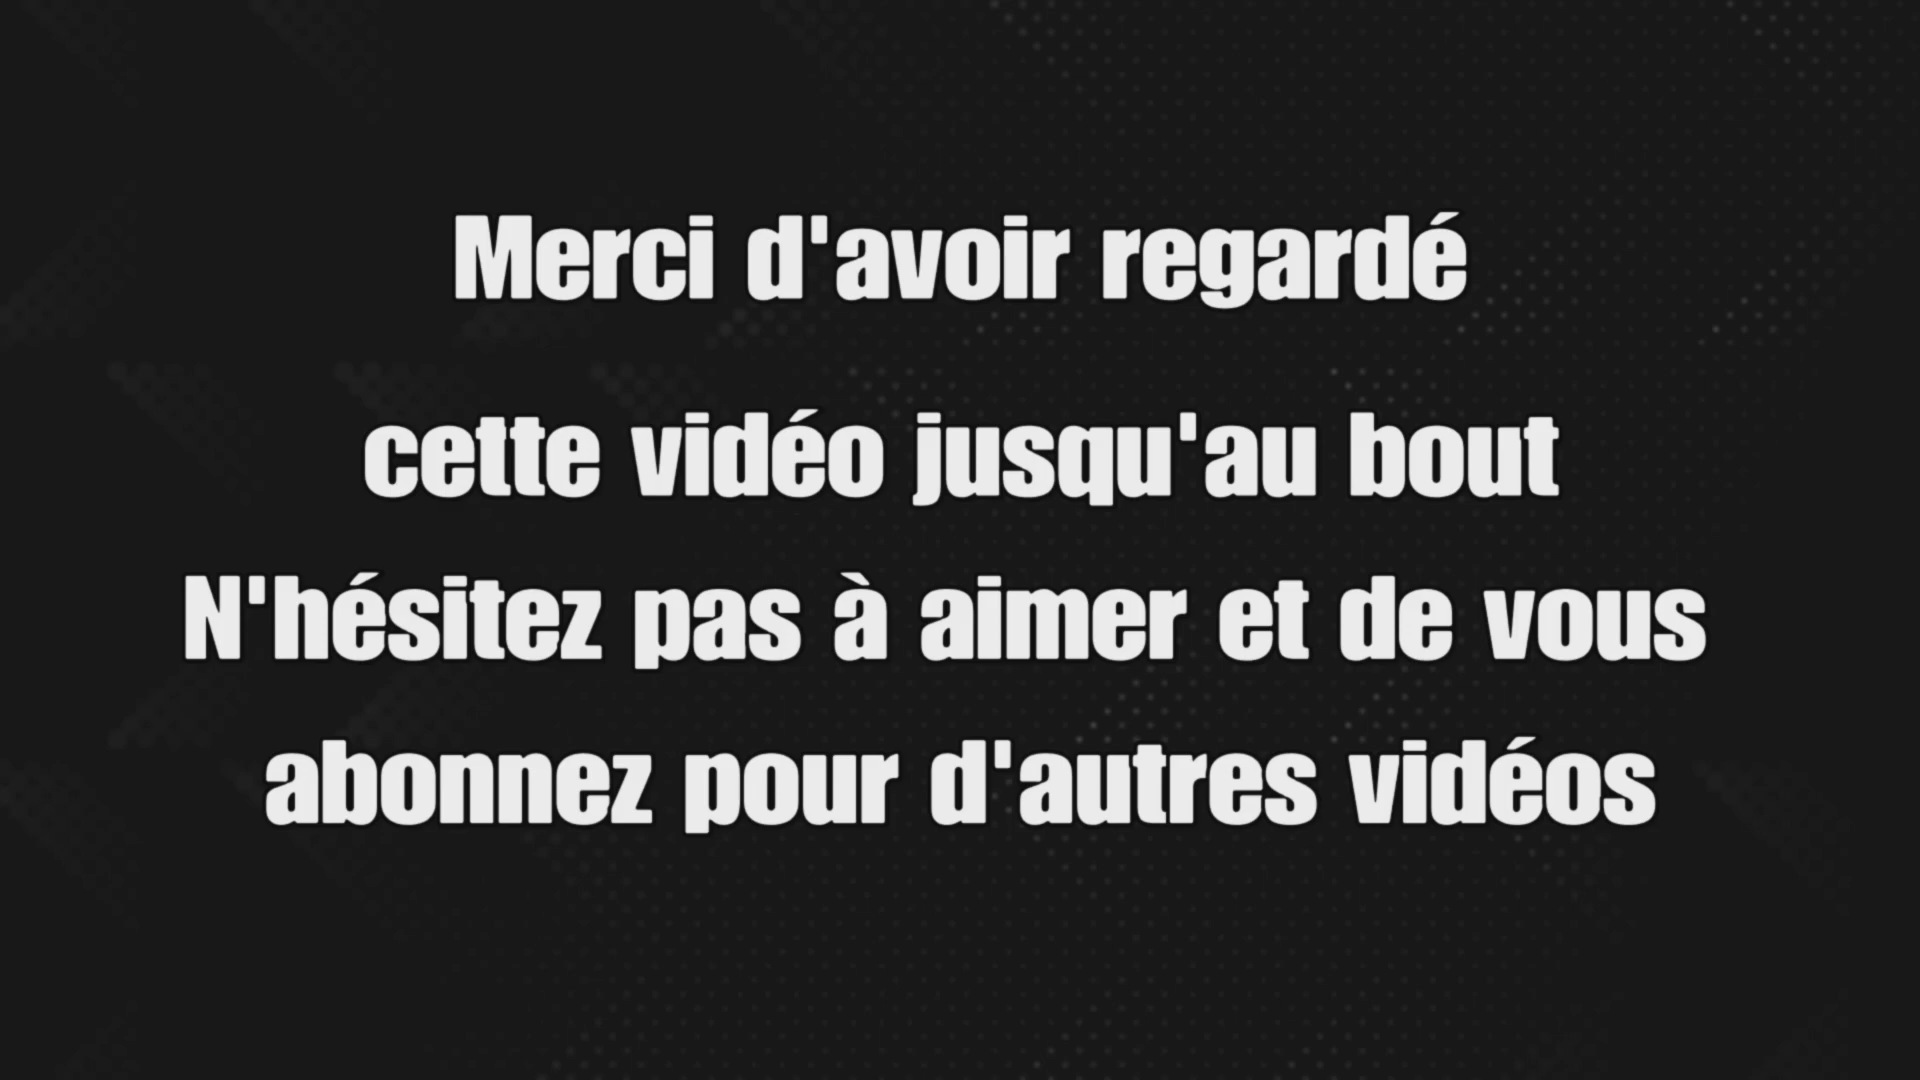 Merci d'avoir regardé
cette vidéo jusqu'au bout
N'hésitez pas à aimer et de vous
abonnez pour d'autres vidéos